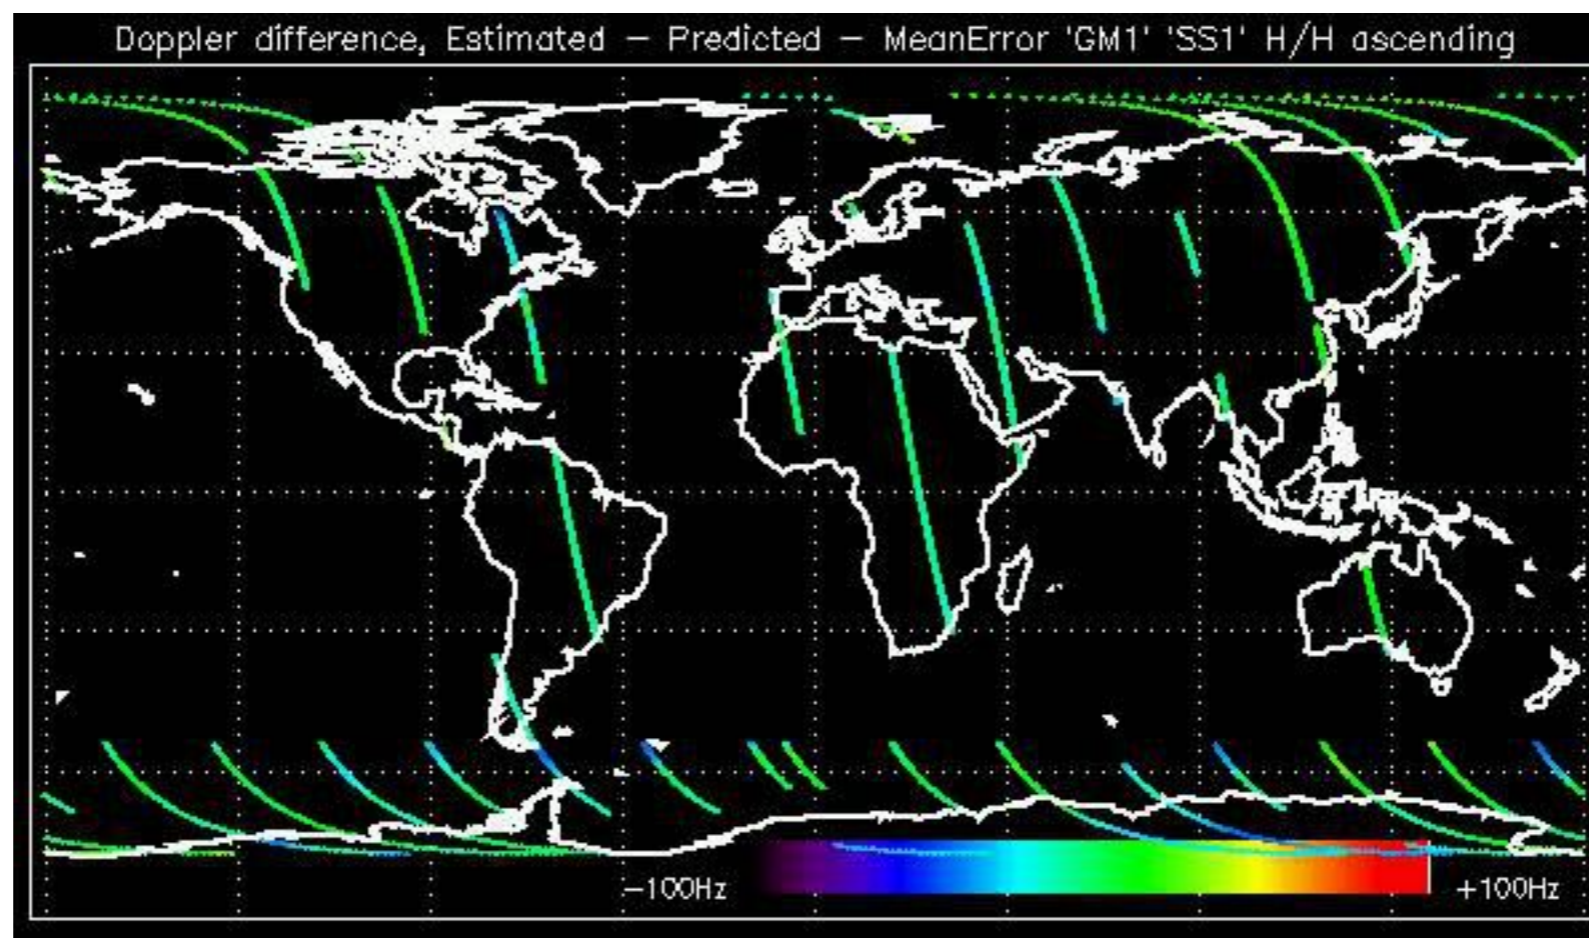 Doppler difference, Estimated — Predicted — MeanError 'GM1' 'SS1' H/H ascending
—100Hz
+100Hz